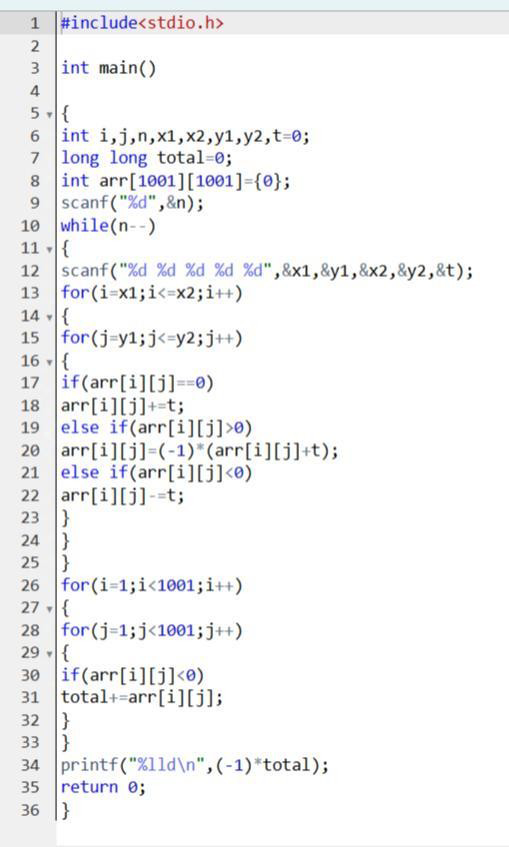 1 #include<stdio.h>
2
3 int main()
4
5 {
6 int i,j,n,x1,x2,y1,y2,t=0;
7 long long total=0;
8 int arr[1001][1001]={0};
9 scanf("%d",&n);
10 while(n--)
11 {
12 scanf("%d %d %d %d %d",&x1,&y1,&x2,&y2,&t);
13 for(i=x1;i<=x2;i++)
14 {
15 for(j=y1;j<=y2;j++)
16 {
17 if(arr[i][j]==0)
18 arr[i][j]+=t;
19 else if(arr[i][j]>0)
20 arr[i][j]=(-1)*(arr[i][j]+t);
21 else if(arr[i][j]<0)
22 arr[i][j]-=t;
23 }
24 }
25 }
26 for(i=1;i<1001;i++)
27 {
28 for(j=1;j<1001;j++)
29 {
30 if(arr[i][j]<0)
31 total+=arr[i][j];
32 }
33 }
34 printf("%lld\n",(-1)*total);
35 return 0;
36 }